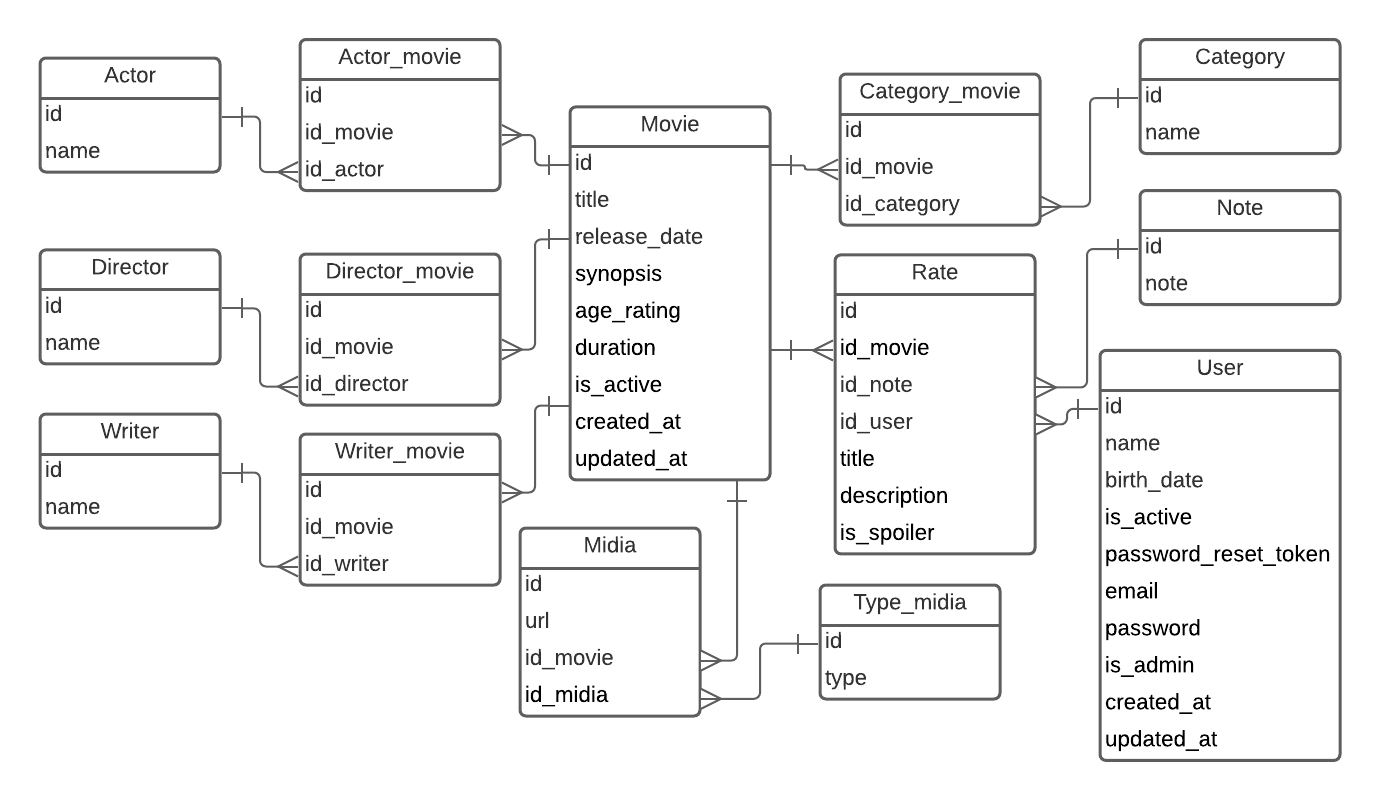 Actor
id
name
Actor_movie
id
id_movie
id_actor
Director
id
name
Director_movie
id
id_movie
id_director
Writer
id
name
Writer_movie
id
id_movie
id_writer
Movie
id
title
release_date
synopsis
age_rating
duration
is_active
created_at
updated_at
Midia
id
url
id_movie
id_midia
Type_midia
id
type
Category_movie
id
id_movie
id_category
Rate
id
id_movie
id_note
id_user
title
description
is_spoiler
Category
id
name
Note
id
note
User
id
name
birth_date
is_active
password_reset_token
email
password
is_admin
created_at
updated_at